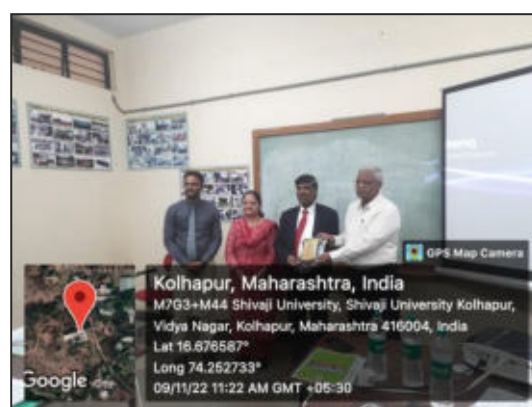 GPS Map Camera
Kolhapur, Maharashtra, India
M7G3+M44 Shivaji University, Shivaji University Kolhapur,
Vidya Nagar, Kolhapur, Maharashtra 416004, India
Lat 16.676587°
Long 74.252733°
09/11/22 11:22 AM GMT +05:30
Google